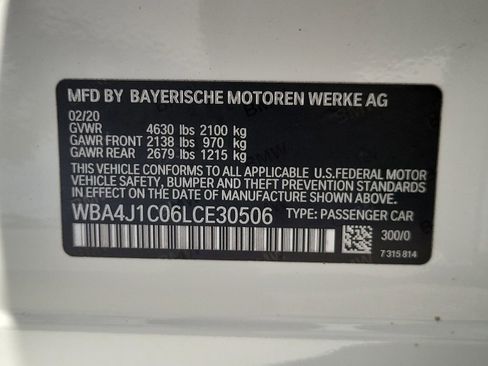 MFD BY BAYERISCHE MOTOREN WERKE AG
02/20
GVWR 4630 lbs 2100 kg
GAWR FRONT 2138 lbs 970 kg
GAWR REAR 2679 lbs 1215 kg
THIS VEHICLE CONFORMS TO ALL APPLICABLE U.S.FEDERAL MOTOR
VEHICLE SAFETY, BUMPER AND THEFT PREVENTION STANDARDS
IN EFFECT ON THE DATE OF MANUFACTURE SHOWN ABOVE.
WBA4J1C06LCE30506 TYPE: PASSENGER CAR
300/0
7 315 814